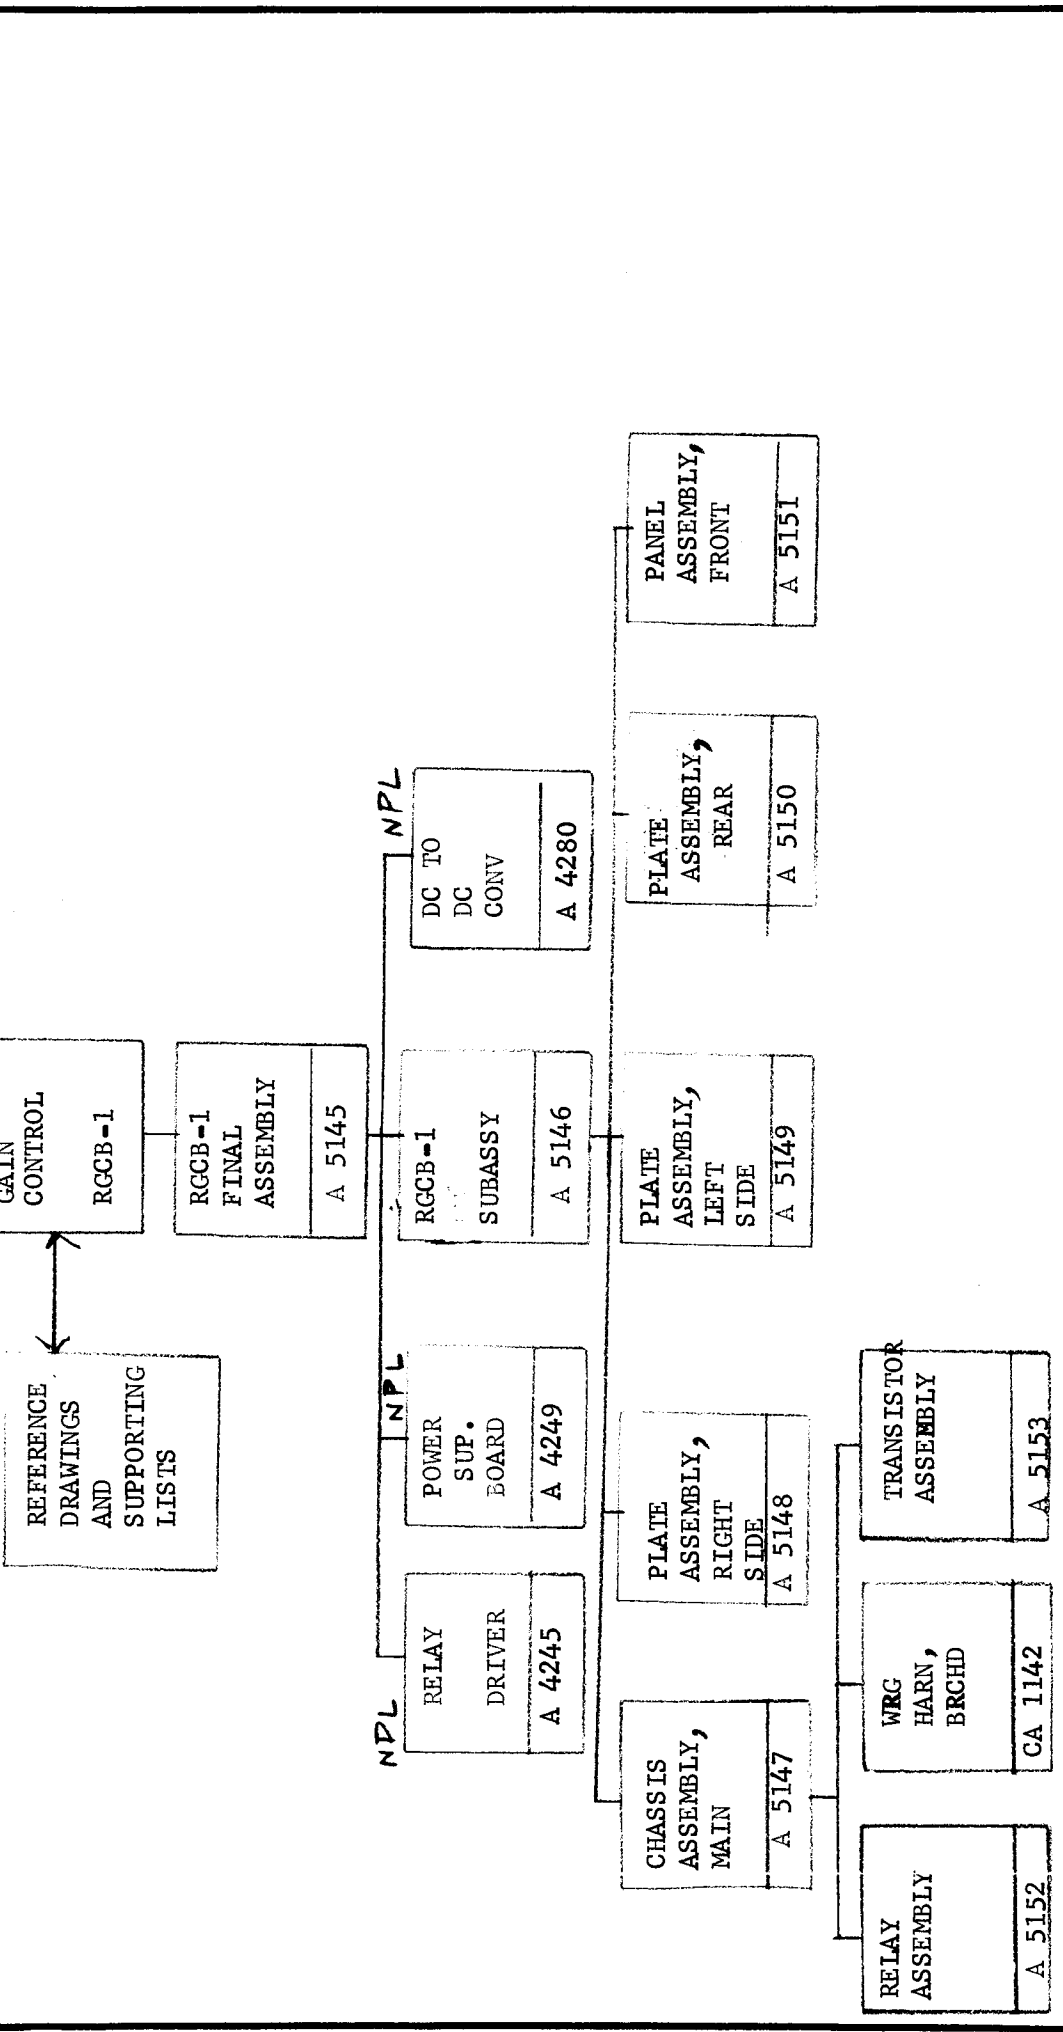 GAIN
CONTROL
RGCB-1
REFERENCE
DRAWINGS
AND
SUPPORTING
LISTS
RGCB-1
FINAL
ASSEMBLY
A 5145
NDL
RELAY
DRIVER
A 4245
NPL
POWER
SUP.
BOARD
A 4249
RGCB-1
SUBASSY
A 5146
NPL
DC TO
DC
CONV
A 4280
CHASSIS
ASSEMBLY,
MAIN
A 5147
PLATE
ASSEMBLY,
RIGHT
SIDE
A 5148
PLATE
ASSEMBLY,
LEFT
SIDE
A 5149
PLATE
ASSEMBLY,
REAR
A 5150
PANEL
ASSEMBLY,
FRONT
A 5151
RELAY
ASSEMBLY
A 5152
WRG
HARN,
BRCHD
CA 1142
TRANSISTOR
ASSEMBLY
A 5153